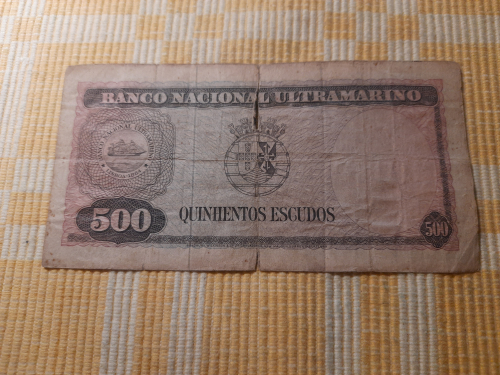 BANCO NACIONAL ULTRAMARINO
500
QUINHENTOS ESCUDOS
500